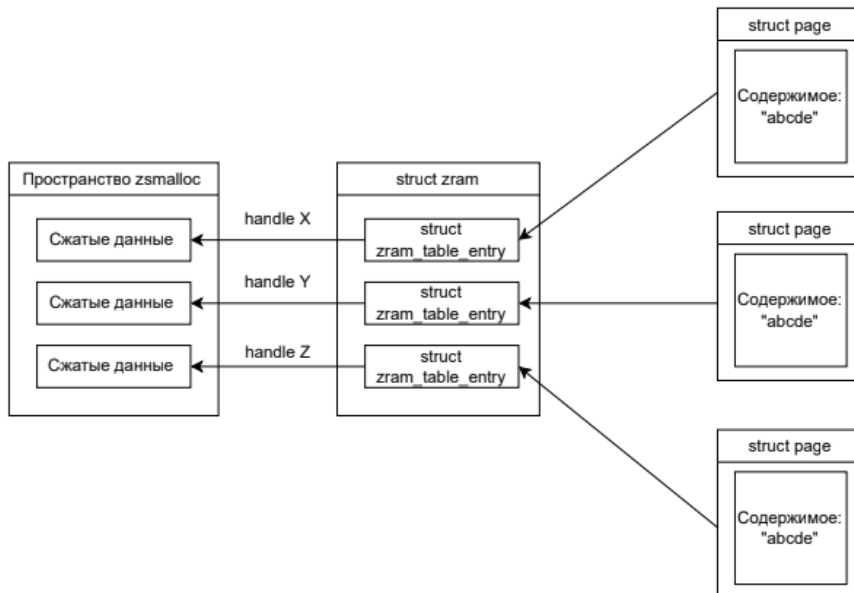 struct page
Содержимое:
"abcde"
Пространство zsmalloc
struct zram
Сжатые данные
handle X
struct
zram_table_entry
Сжатые данные
handle Y
struct
zram_table_entry
Сжатые данные
handle Z
struct
zram_table_entry
struct page
Содержимое:
"abcde"
struct page
Содержимое:
"abcde"